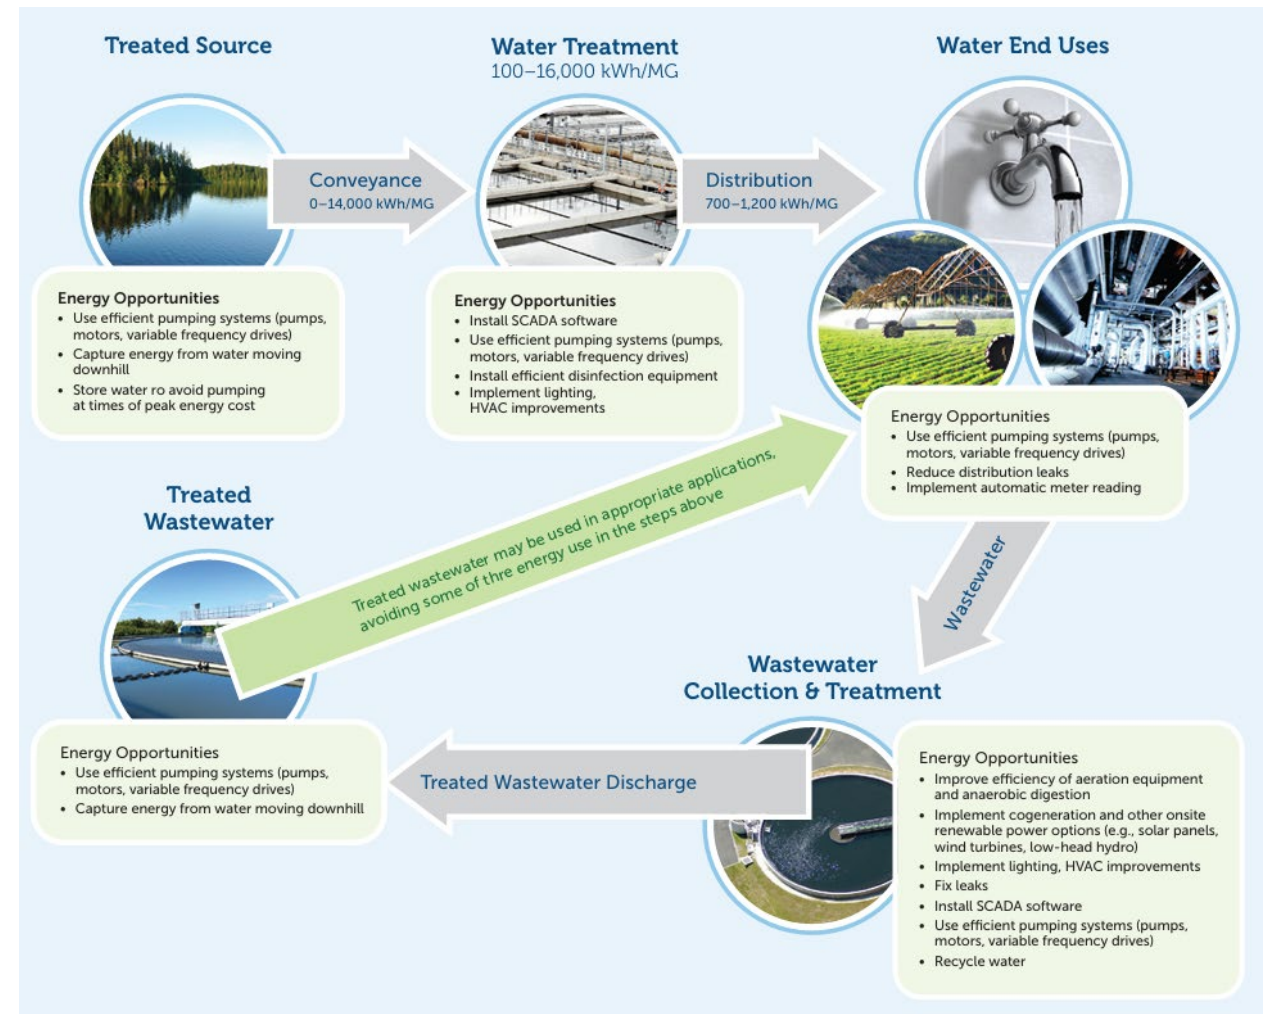 Treated Source
Energy Opportunities
• Use efficient pumping systems (pumps,
motors, variable frequency drives)
• Capture energy from water moving
downhill
• Store water ro avoid pumping
at times of peak energy cost
Conveyance
0–14,000 kWh/MG
Water Treatment
100–16,000 kWh/MG
Energy Opportunities
• Install SCADA software
• Use efficient pumping systems (pumps,
motors, variable frequency drives)
• Install efficient disinfection equipment
• Implement lighting,
HVAC improvements
Distribution
700–1,200 kWh/MG
Water End Uses
Energy Opportunities
• Use efficient pumping systems (pumps,
motors, variable frequency drives)
• Reduce distribution leaks
• Implement automatic meter reading
Wastewater
Wastewater
Collection & Treatment
Energy Opportunities
• Improve efficiency of aeration equipment
and anaerobic digestion
• Implement cogeneration and other onsite
renewable power options (e.g., solar panels,
wind turbines, low-head hydro)
• Implement lighting, HVAC improvements
• Fix leaks
• Install SCADA software
• Use efficient pumping systems (pumps,
motors, variable frequency drives)
• Recycle water
Treated Wastewater Discharge
Treated
Wastewater
Energy Opportunities
• Use efficient pumping systems (pumps,
motors, variable frequency drives)
• Capture energy from water moving downhill
Treated wastewater may be used in appropriate applications,
avoiding some of thre energy use in the steps above